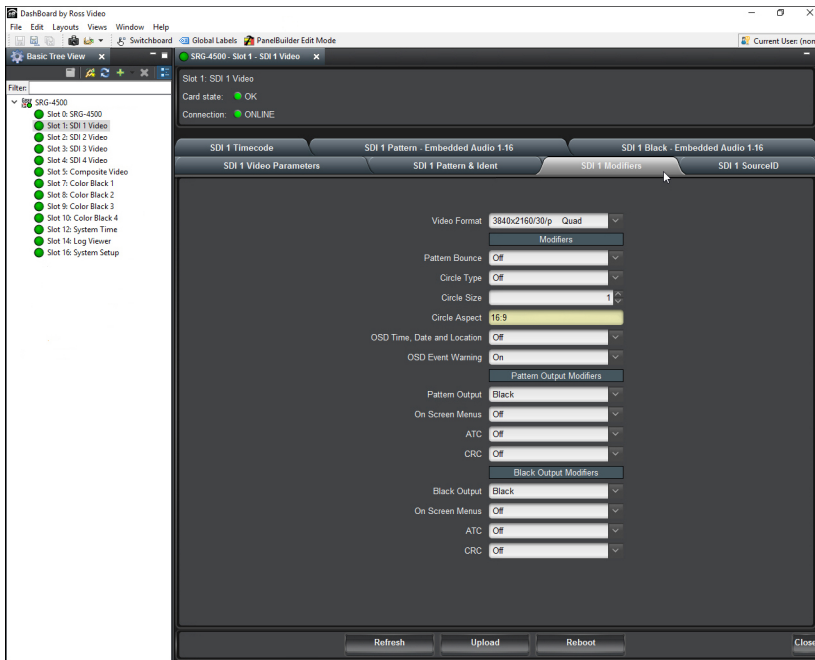 DashBoard by Ross Video
File Edit Layouts Views Window Help
Switchboard Global Labels PanelBuilder Edit Mode
Current User: (non
Basic Tree View
Filter:
SRG-4500
Slot 0: SRG-4500
Slot 1: SDI 1 Video
Slot 2: SDI 2 Video
Slot 3: SDI 3 Video
Slot 4: SDI 4 Video
Slot 5: Composite Video
Slot 7: Color Black 1
Slot 8: Color Black 2
Slot 9: Color Black 3
Slot 10: Color Black 4
Slot 12: System Time
Slot 14: Log Viewer
Slot 16: System Setup
SRG-4500 - Slot 1 - SDI 1 Video
Slot 1: SDI 1 Video
Card state: OK
Connection: ONLINE
SDI 1 Timecode SDI 1 Pattern - Embedded Audio 1-16 SDI 1 Black - Embedded Audio 1-16
SDI 1 Video Parameters SDI 1 Pattern & Ident SDI 1 Modifiers SDI 1 SourceID
Video Format 3840x2160/30/p Quad
Modifiers
Pattern Bounce Off
Circle Type Off
Circle Size 1
Circle Aspect 16:9
OSD Time, Date and Location Off
OSD Event Warning On
Pattern Output Modifiers
Pattern Output Black
On Screen Menus Off
ATC Off
CRC Off
Black Output Modifiers
Black Output Black
On Screen Menus Off
ATC Off
CRC Off
Refresh Upload Reboot Close